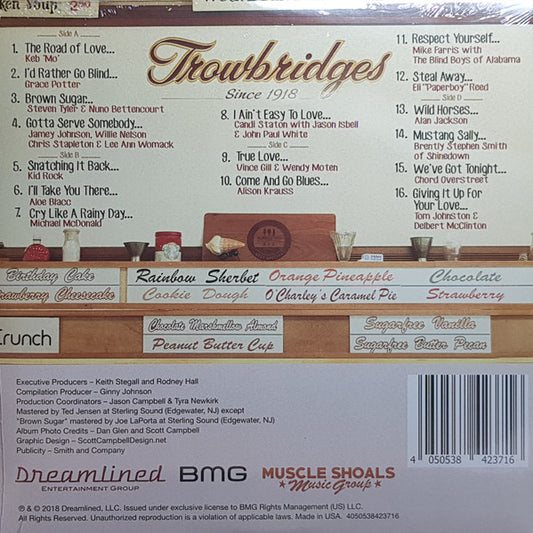 Side A
1. The Road of Love...
Keb 'Mo'
2. I'd Rather Go Blind...
Grace Potter
3. Brown Sugar...
Steven Tyler & Nuno Bettencourt
4. Gotta Serve Somebody...
Jamey Johnson, Willie Nelson
Chris Stapleton & Lee Ann Womack
Side B
5. Snatching It Back...
Kid Rock
6. I'll Take You There...
Aloe Blacc
7. Cry Like A Rainy Day...
Michael McDonald
Trowbridges
Since 1918
8. I Ain't Easy To Love...
Candi Staton with Jason Isbell
& John Paul White
Side C
9. True Love...
Vince Gill & Wendy Moten
10. Come And Go Blues...
Alison Krauss
11. Respect Yourself...
Mike Farris with
The Blind Boys of Alabama
12. Steal Away...
Eli "Paperboy" Reed
Side D
13. Wild Horses...
Alan Jackson
14. Mustang Sally...
Brently Stephen Smith
of Shinedown
15. We've Got Tonight...
Chord Overstreet
16. Giving It Up For
Your Love...
Tom Johnston &
Delbert McClinton
Birthday Cake
Rainbow Sherbet
Orange Pineapple
Chocolate
Strawberry Cheesecake
Cookie Dough
O'Charley's Caramel Pie
Strawberry
Crunch
Chocolate Marshmallow Almond
Sugarfree Vanilla
Peanut Butter Cup
Sugarfree Butter Pecan
Executive Producers – Keith Stegall and Rodney Hall
Compilation Producer – Ginny Johnson
Production Coordinators – Jason Campbell & Tyra Newkirk
Mastered by Ted Jensen at Sterling Sound (Edgewater, NJ) except
"Brown Sugar" mastered by Joe LaPorta at Sterling Sound (Edgewater, NJ)
Album Photo Credits – Dan Glen and Scott Campbell
Graphic Design – ScottCampbellDesign.net
Publicity – Smith and Company
Dreamlined
Entertainment Group
BMG
MUSCLE SHOALS
Music Group
4 050538 423716
℗ & © 2018 Dreamlined, LLC. Issued under exclusive license to BMG Rights Management (US) LLC.
All Rights Reserved. Unauthorized reproduction is a violation of applicable laws. Made in USA. 4050538423716